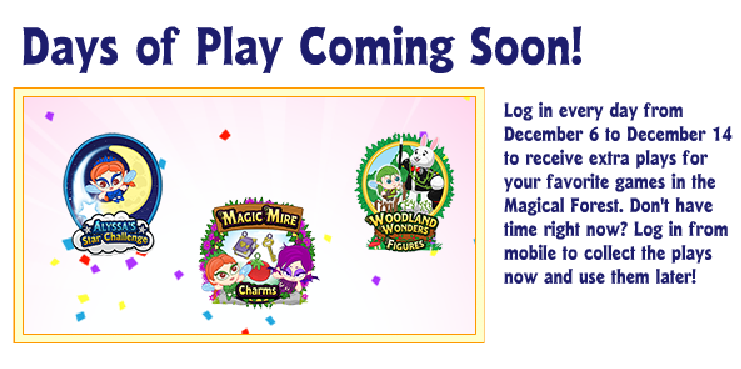 Days of Play Coming Soon!
Log in every day from
December 6 to December 14
to receive extra plays for
your favorite games in the
Magical Forest. Don't have
time right now? Log in from
mobile to collect the plays
now and use them later!
ALYSSA'S
Star Challenge
MAGIC MIRE
Charms
WOODLAND
WONDERS
FIGURES